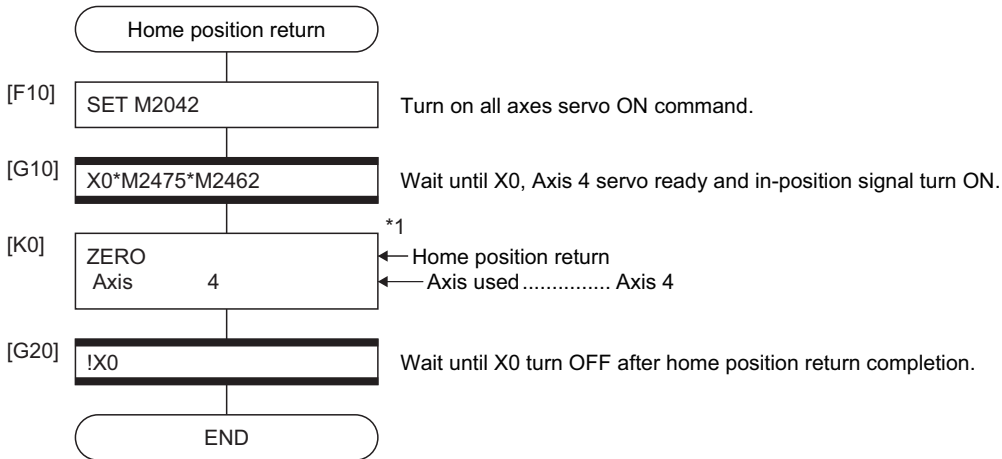 Home position return
[F10] SET M2042 Turn on all axes servo ON command.
[G10] X0*M2475*M2462 Wait until X0, Axis 4 servo ready and in-position signal turn ON.
*1
[K0] ZERO Home position return
Axis 4 Axis used ............... Axis 4
[G20] !X0 Wait until X0 turn OFF after home position return completion.
END